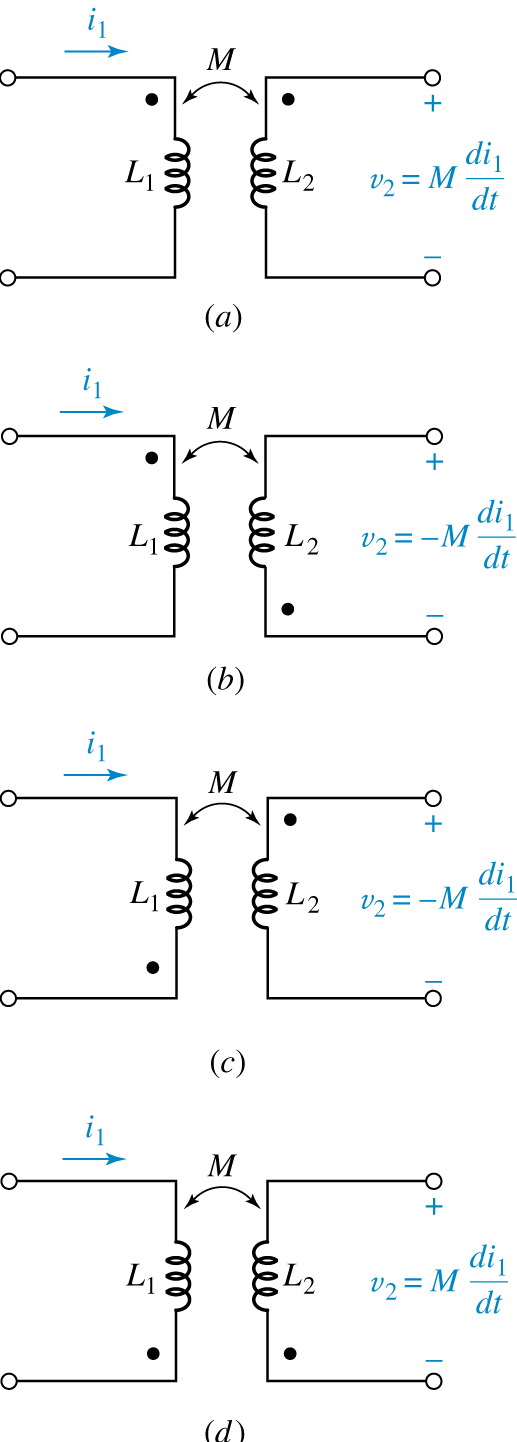 i₁
M
+
L₁ L₂ v₂ = M di₁/dt
–
(a)
i₁
M
+
L₁ L₂ v₂ = –M di₁/dt
–
(b)
i₁
M
+
L₁ L₂ v₂ = –M di₁/dt
–
(c)
i₁
M
+
L₁ L₂ v₂ = M di₁/dt
–
(d)